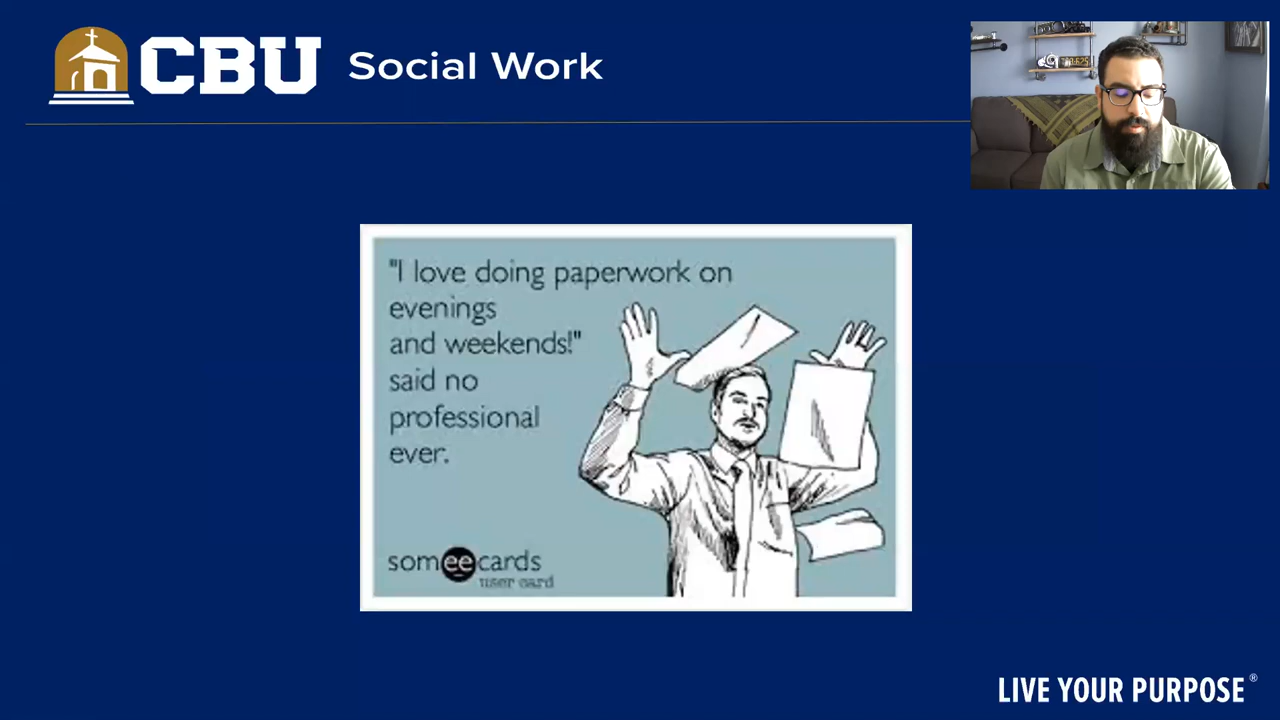 CBU Social Work
"I love doing paperwork on
evenings
and weekends!"
said no
professional
ever.
someecards
user card
LIVE YOUR PURPOSE®